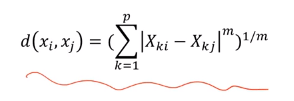 d(x_i, x_j) = (∑_{k=1}^{p} |X_{ki} − X_{kj}|^m)^{1/m}